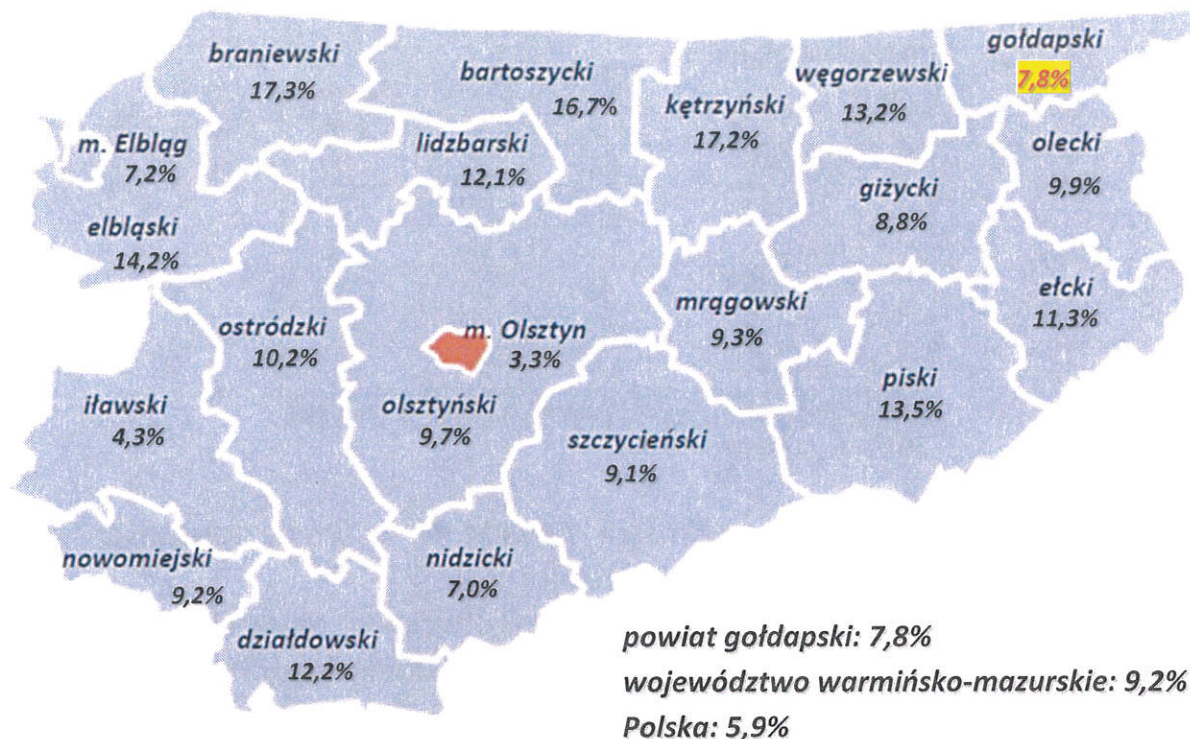 braniewski
17,3%
bartoszycki
16,7%
kętrzyński
17,2%
węgorzewski
13,2%
gołdapski
7,8%
m. Elbląg
7,2%
lidzbarski
12,1%
giżycki
8,8%
olecki
9,9%
elbląski
14,2%
ostródzki
10,2%
m. Olsztyn
3,3%
mrągowski
9,3%
ełcki
11,3%
iławski
4,3%
olsztyński
9,7%
szczycieński
9,1%
piski
13,5%
nowomiejski
9,2%
nidzicki
7,0%
działdowski
12,2%
powiat gołdapski: 7,8%
województwo warmińsko-mazurskie: 9,2%
Polska: 5,9%